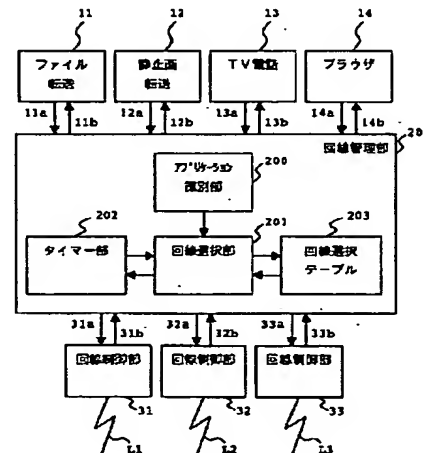 11 12 13 14
ファイル 静止画 TV電話 ブラウザ
転送 転送
11a 11b 12a 12b 13a 13b 14a 14b
回線管理部 20
アプリケーション 200
識別部
202 201 203
タイマー部 回線選択部 回線選択
テーブル
31a 31b 32a 32b 33a 33b
回線制御部 回線制御部 回線制御部
31 32 33
L1 L2 L3